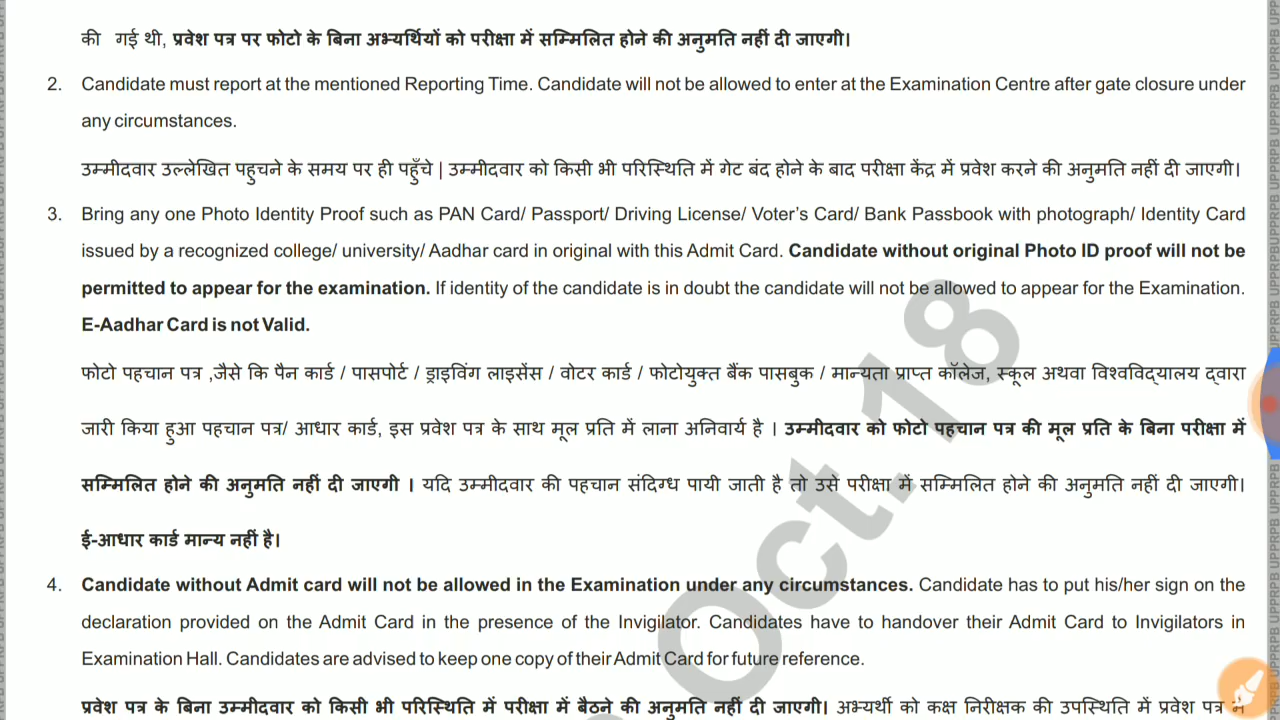 की गई थी, प्रवेश पत्र पर फोटो के बिना अभ्यर्थियों को परीक्षा में सम्मिलित होने की अनुमति नहीं दी जाएगी।
2. Candidate must report at the mentioned Reporting Time. Candidate will not be allowed to enter at the Examination Centre after gate closure under
any circumstances.
उम्मीदवार उल्लेखित पहुचने के समय पर ही पहुँचे | उम्मीदवार को किसी भी परिस्थिति में गेट बंद होने के बाद परीक्षा केंद्र में प्रवेश करने की अनुमति नहीं दी जाएगी।
3. Bring any one Photo Identity Proof such as PAN Card/ Passport/ Driving License/ Voter's Card/ Bank Passbook with photograph/ Identity Card
issued by a recognized college/ university/ Aadhar card in original with this Admit Card. Candidate without original Photo ID proof will not be
permitted to appear for the examination. If identity of the candidate is in doubt the candidate will not be allowed to appear for the Examination.
E-Aadhar Card is not Valid.
फोटो पहचान पत्र ,जैसे कि पैन कार्ड / पासपोर्ट / ड्राइविंग लाइसेंस / वोटर कार्ड / फोटोयुक्त बैंक पासबुक / मान्यता प्राप्त कॉलेज, स्कूल अथवा विश्वविद्यालय द्वारा
जारी किया हुआ पहचान पत्र/ आधार कार्ड, इस प्रवेश पत्र के साथ मूल प्रति में लाना अनिवार्य है । उम्मीदवार को फोटो पहचान पत्र की मूल प्रति के बिना परीक्षा में
सम्मिलित होने की अनुमति नहीं दी जाएगी । यदि उम्मीदवार की पहचान संदिग्ध पायी जाती है तो उसे परीक्षा में सम्मिलित होने की अनुमति नहीं दी जाएगी।
ई-आधार कार्ड मान्य नहीं है।
4. Candidate without Admit card will not be allowed in the Examination under any circumstances. Candidate has to put his/her sign on the
declaration provided on the Admit Card in the presence of the Invigilator. Candidates have to handover their Admit Card to Invigilators in
Examination Hall. Candidates are advised to keep one copy of their Admit Card for future reference.
प्रवेश पत्र के बिना उम्मीदवार को किसी भी परिस्थिति में परीक्षा में बैठने की अनुमति नहीं दी जाएगी। अभ्यर्थी को कक्ष निरीक्षक की उपस्थिति में प्रवेश पत्र में
Oct. 18
UPPRPB UPPRPB UPPRPB UPPRPB